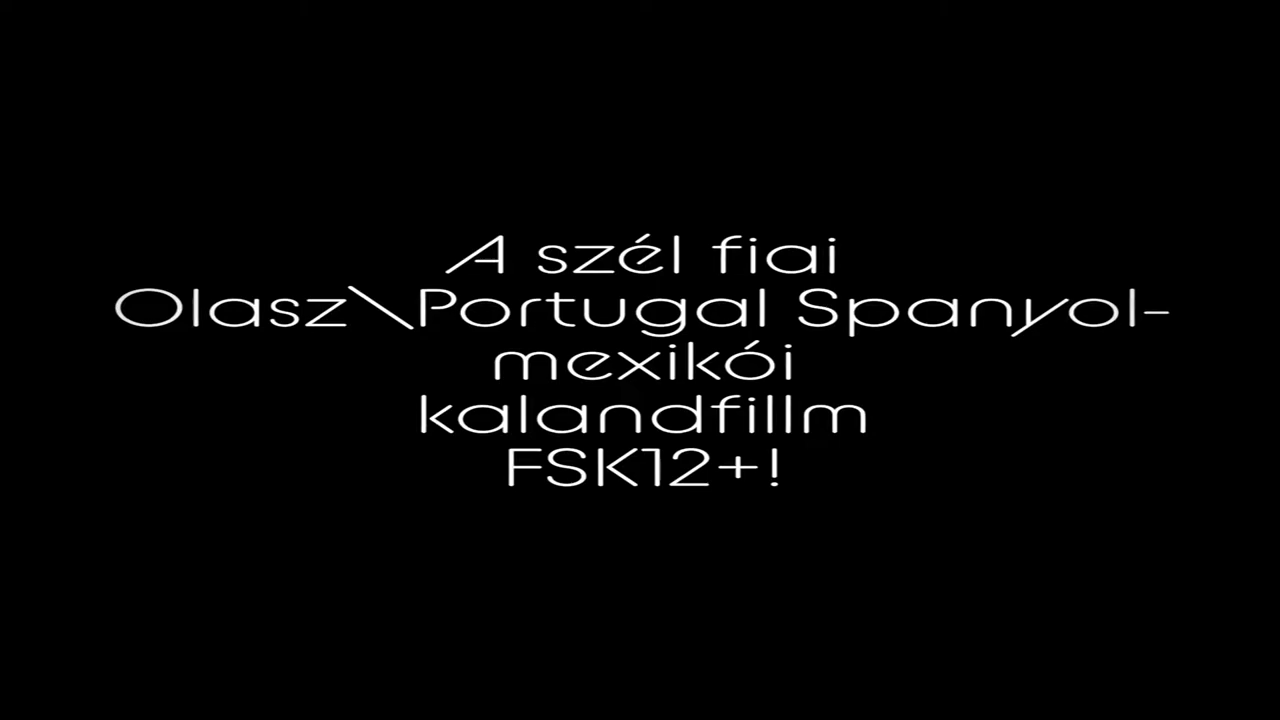 A szél fiai
Olasz\Portugal Spanyol-
mexikói
kalandfillm
FSK12+!